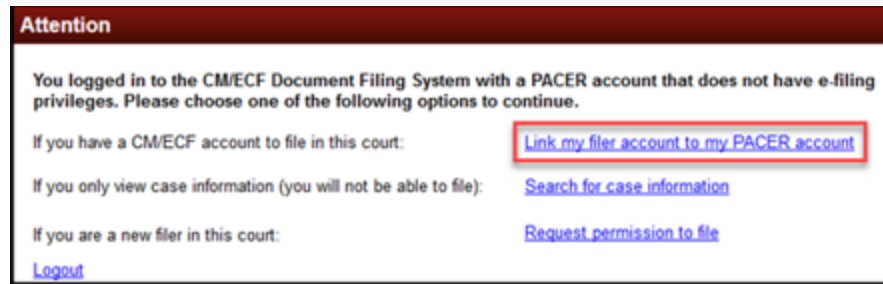 Attention
You logged in to the CM/ECF Document Filing System with a PACER account that does not have e-filing
privileges. Please choose one of the following options to continue.
If you have a CM/ECF account to file in this court: Link my filer account to my PACER account
If you only view case information (you will not be able to file): Search for case information
If you are a new filer in this court: Request permission to file
Logout